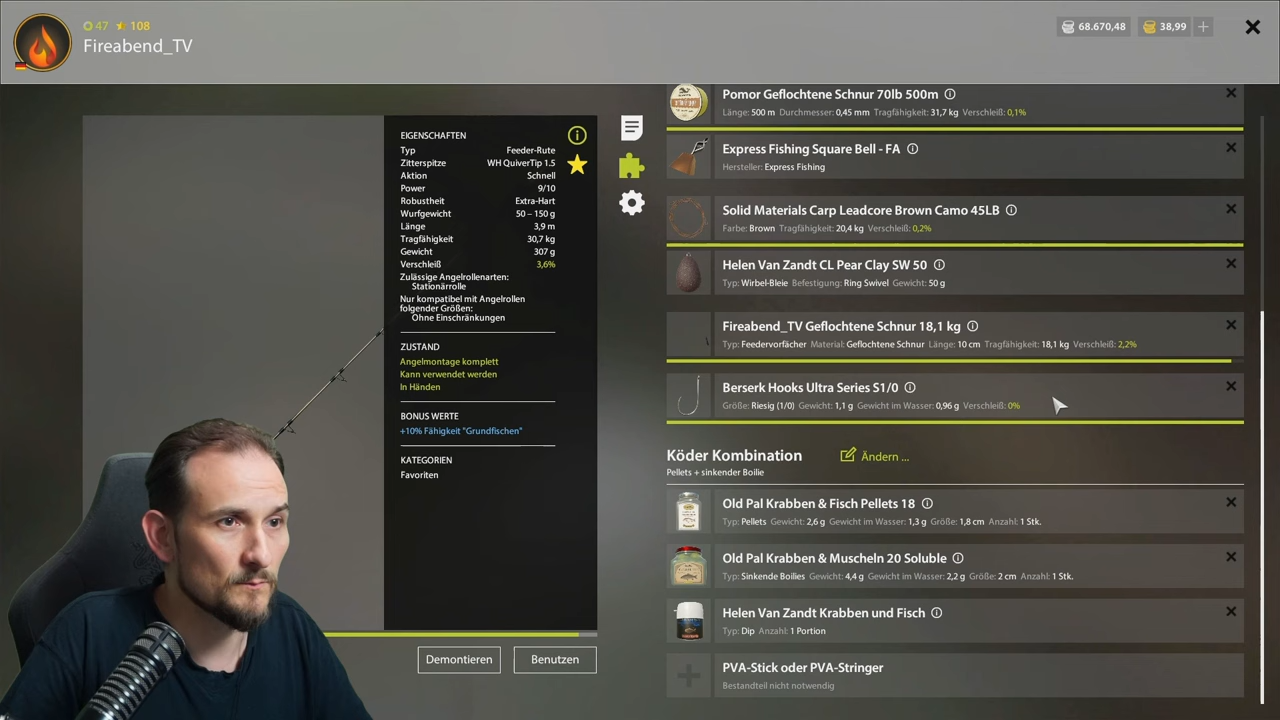 47 108
Fireabend_TV
68.670,48
38,99
EIGENSCHAFTEN
Typ Feeder-Rute
Zitterspitze WH QuiverTip 1.5
Aktion Schnell
Power 9/10
Robustheit Extra-Hart
Wurfgewicht 50 – 150 g
Länge 3,9 m
Tragfähigkeit 30,7 kg
Gewicht 307 g
Verschleiß 3,6%
Zulässige Angelrollenarten:
Stationärrolle
Nur kompatibel mit Angelrollen
folgender Größen:
Ohne Einschränkungen
ZUSTAND
Angelmontage komplett
Kann verwendet werden
In Händen
BONUS WERTE
+10% Fähigkeit "Grundfischen"
KATEGORIEN
Favoriten
Demontieren
Benutzen
Pomor Geflochtene Schnur 70lb 500m
Länge: 500 m Durchmesser: 0,45 mm Tragfähigkeit: 31,7 kg Verschleiß: 0,1%
Express Fishing Square Bell - FA
Hersteller: Express Fishing
Solid Materials Carp Leadcore Brown Camo 45LB
Farbe: Brown Tragfähigkeit: 20,4 kg Verschleiß: 0,2%
Helen Van Zandt CL Pear Clay SW 50
Typ: Wirbel-Bleie Befestigung: Ring Swivel Gewicht: 50 g
Fireabend_TV Geflochtene Schnur 18,1 kg
Typ: Feedervorfächer Material: Geflochtene Schnur Länge: 10 cm Tragfähigkeit: 18,1 kg Verschleiß: 2,2%
Berserk Hooks Ultra Series S1/0
Größe: Riesig (1/0) Gewicht: 1,1 g Gewicht im Wasser: 0,96 g Verschleiß: 0%
Köder Kombination
Ändern ...
Pellets + sinkender Boilie
Old Pal Krabben & Fisch Pellets 18
Typ: Pellets Gewicht: 2,6 g Gewicht im Wasser: 1,3 g Größe: 1,8 cm Anzahl: 1 Stk.
Old Pal Krabben & Muscheln 20 Soluble
Typ: Sinkende Boilies Gewicht: 4,4 g Gewicht im Wasser: 2,2 g Größe: 2 cm Anzahl: 1 Stk.
Helen Van Zandt Krabben und Fisch
Typ: Dip Anzahl: 1 Portion
PVA-Stick oder PVA-Stringer
Bestandteil nicht notwendig